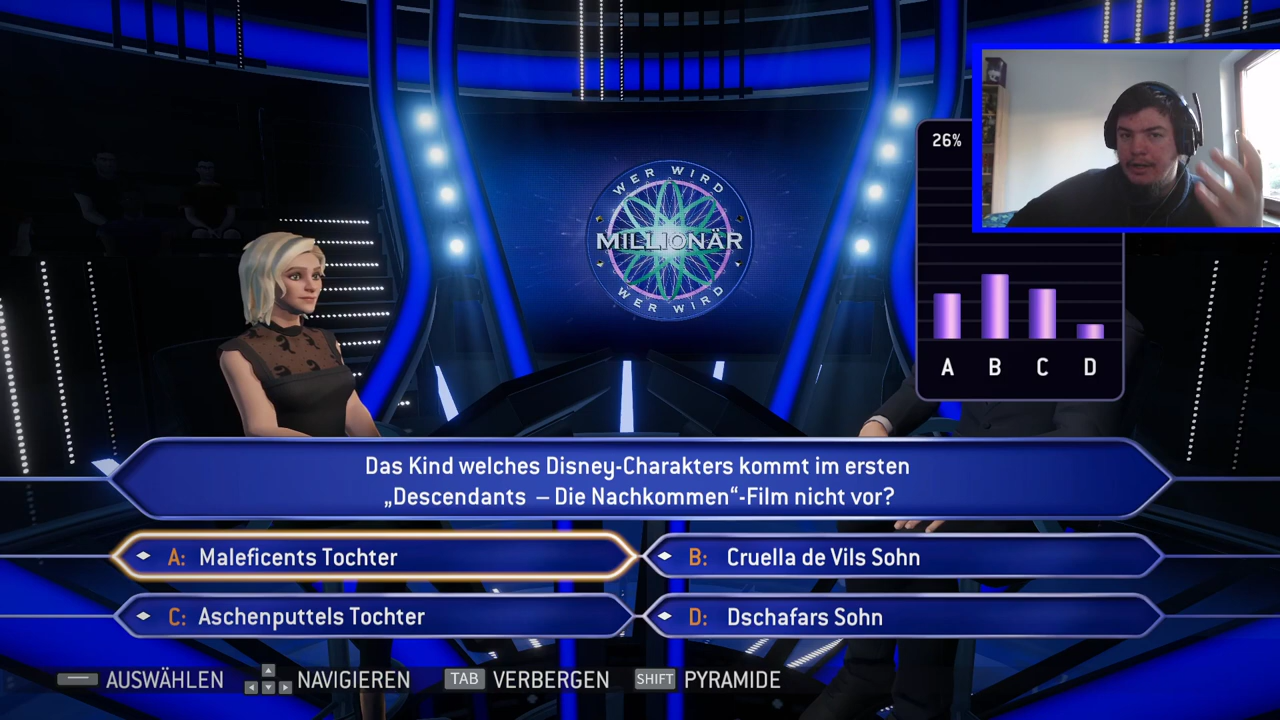 WER WIRD
MILLIONÄR
WER WIRD
26%
A B C D
Das Kind welches Disney-Charakters kommt im ersten
„Descendants – Die Nachkommen“-Film nicht vor?
A: Maleficents Tochter
B: Cruella de Vils Sohn
C: Aschenputtels Tochter
D: Dschafars Sohn
AUSWÄHLEN NAVIGIEREN TAB VERBERGEN SHIFT PYRAMIDE